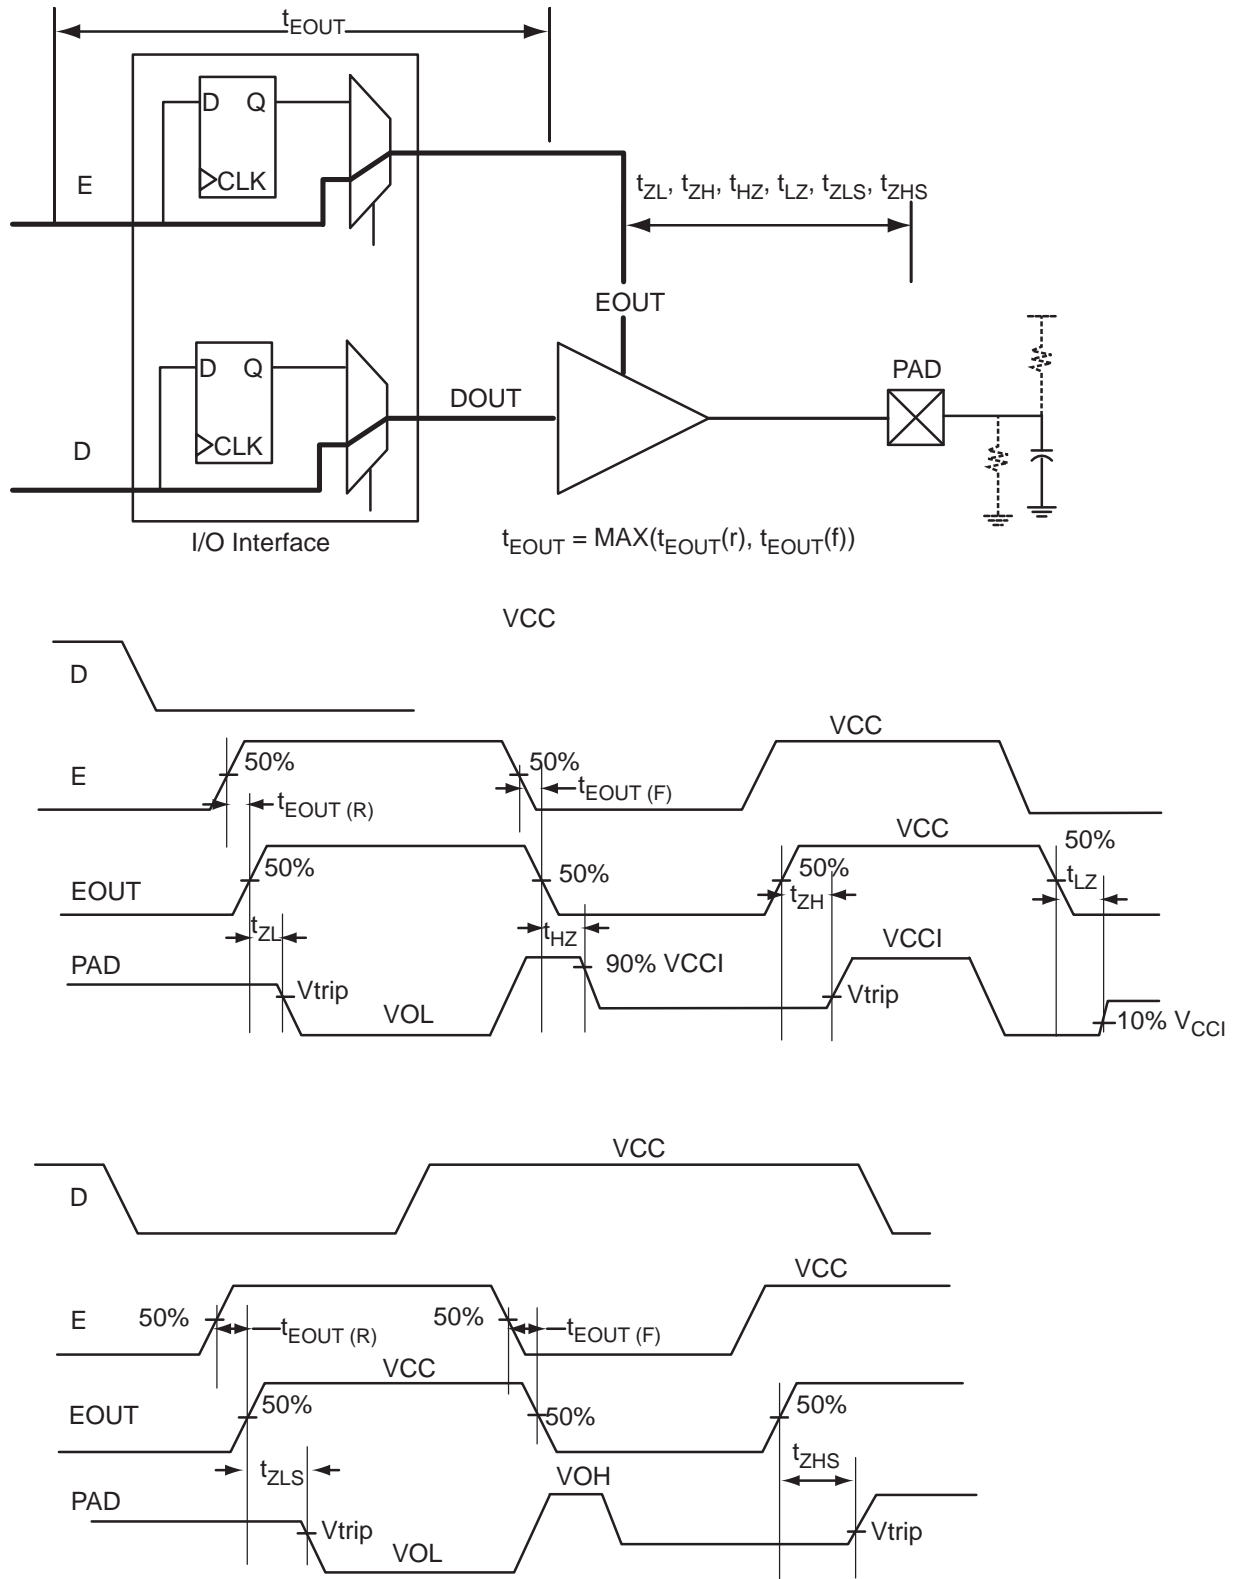 tEOUT
D Q
CLK
E
tZL, tZH, tHZ, tLZ, tZLS, tZHS
EOUT
D Q
CLK
D
DOUT
PAD
I/O Interface
tEOUT = MAX(tEOUT(r), tEOUT(f))
VCC
D
VCC
E
50%
50%
tEOUT (R)
tEOUT (F)
VCC
50%
EOUT
50%
50%
50%
tZL
tHZ
tZH
tLZ
PAD
VCCI
90% VCCI
Vtrip
Vtrip
VOL
10% VCCI
VCC
D
VCC
E
50%
tEOUT (R)
50%
tEOUT (F)
VCC
EOUT
50%
50%
50%
tZLS
VOH
tZHS
PAD
Vtrip
Vtrip
VOL